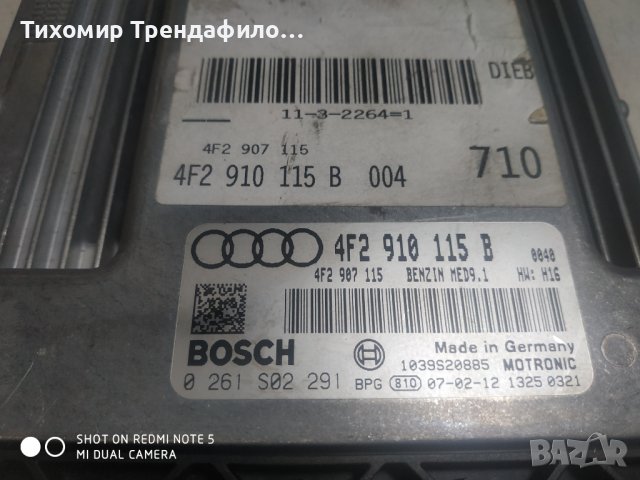 Тихомир Трендафило...
DIEB
11-3-2264=1
4F2 907 115
4F2 910 115 B 004 710
4F2 910 115 B 0040
4F2 907 115 BENZIN MED9.1 HW: H16
BOSCH
Made in Germany
1039S20885 MOTRONIC
0 261 S02 291 BPG 810 07-02-12 1325 0321
SHOT ON REDMI NOTE 5
MI DUAL CAMERA
BAZAR